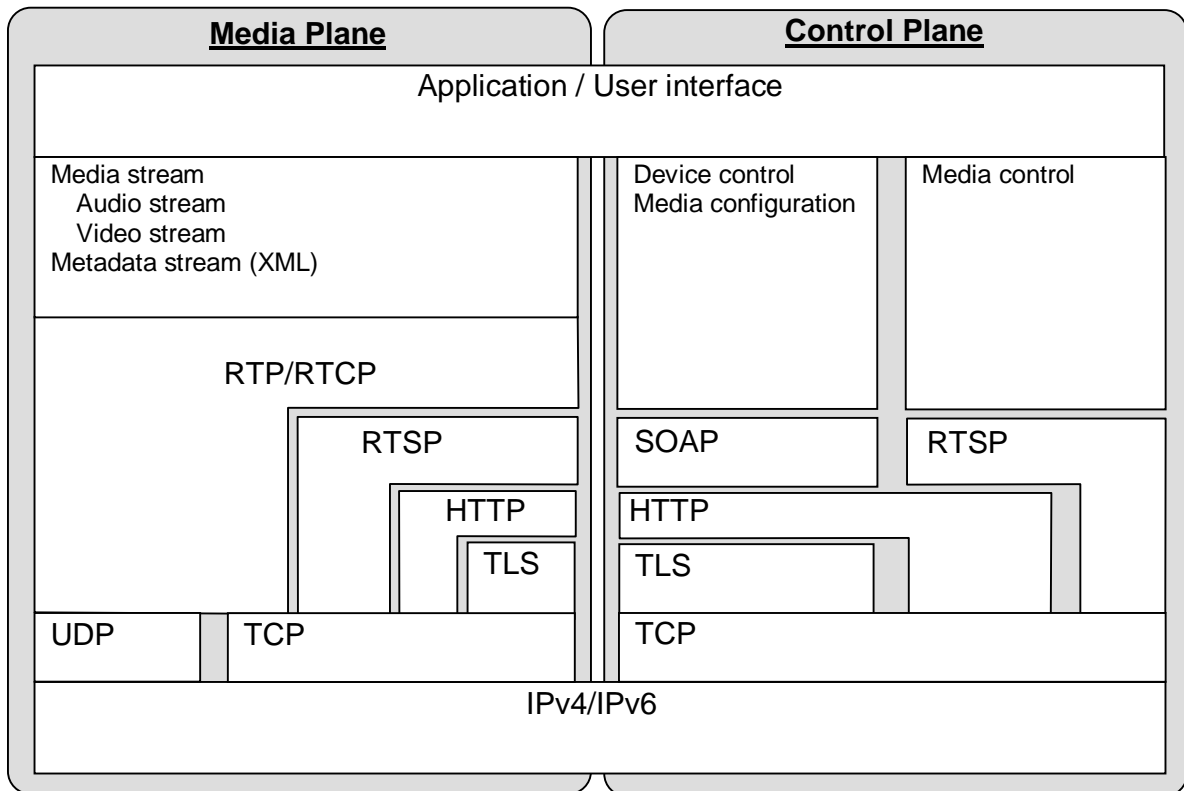 Media Plane
Control Plane
Application / User interface
Media stream
Audio stream
Video stream
Metadata stream (XML)
Device control
Media configuration
Media control
RTP/RTCP
RTSP
SOAP
RTSP
HTTP
HTTP
TLS
TLS
UDP
TCP
TCP
IPv4/IPv6